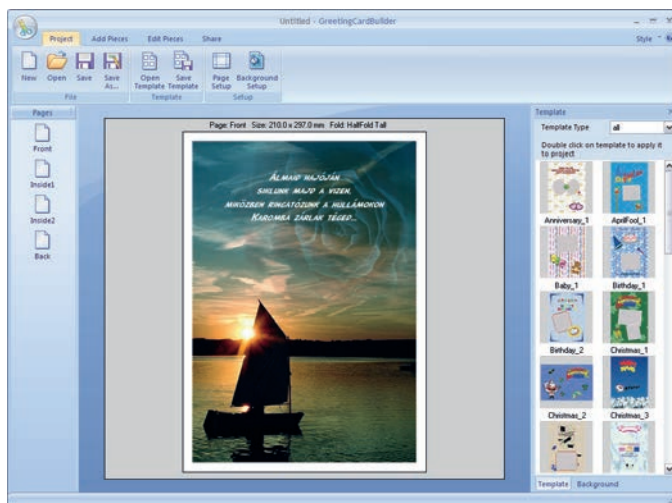 Untitled - GreetingCardBuilder
Project Add Pieces Edit Pieces Share Style
New Open Save Save As...
Open Template Save Template
Page Setup Background Setup
File Template Setup
Pages
Front
Inside1
Inside2
Back
Page: Front Size: 210.0 x 297.0 mm Fold: HalfFold Tall
ÁLMAID HAJÓJÁN
SIKLUNK MAJD A VIZEN,
MIKÖZBEN RINGATÓZUNK A HULLÁMOKON
KAROMBA ZÁRLAK TÉGED...
Template
Template Type all
Double click on template to apply it
to project
Anniversary_1 AprilFool_1
Baby_1 Birthday_1
Birthday_2 Christmas_1
Christmas_2 Christmas_3
Template Background